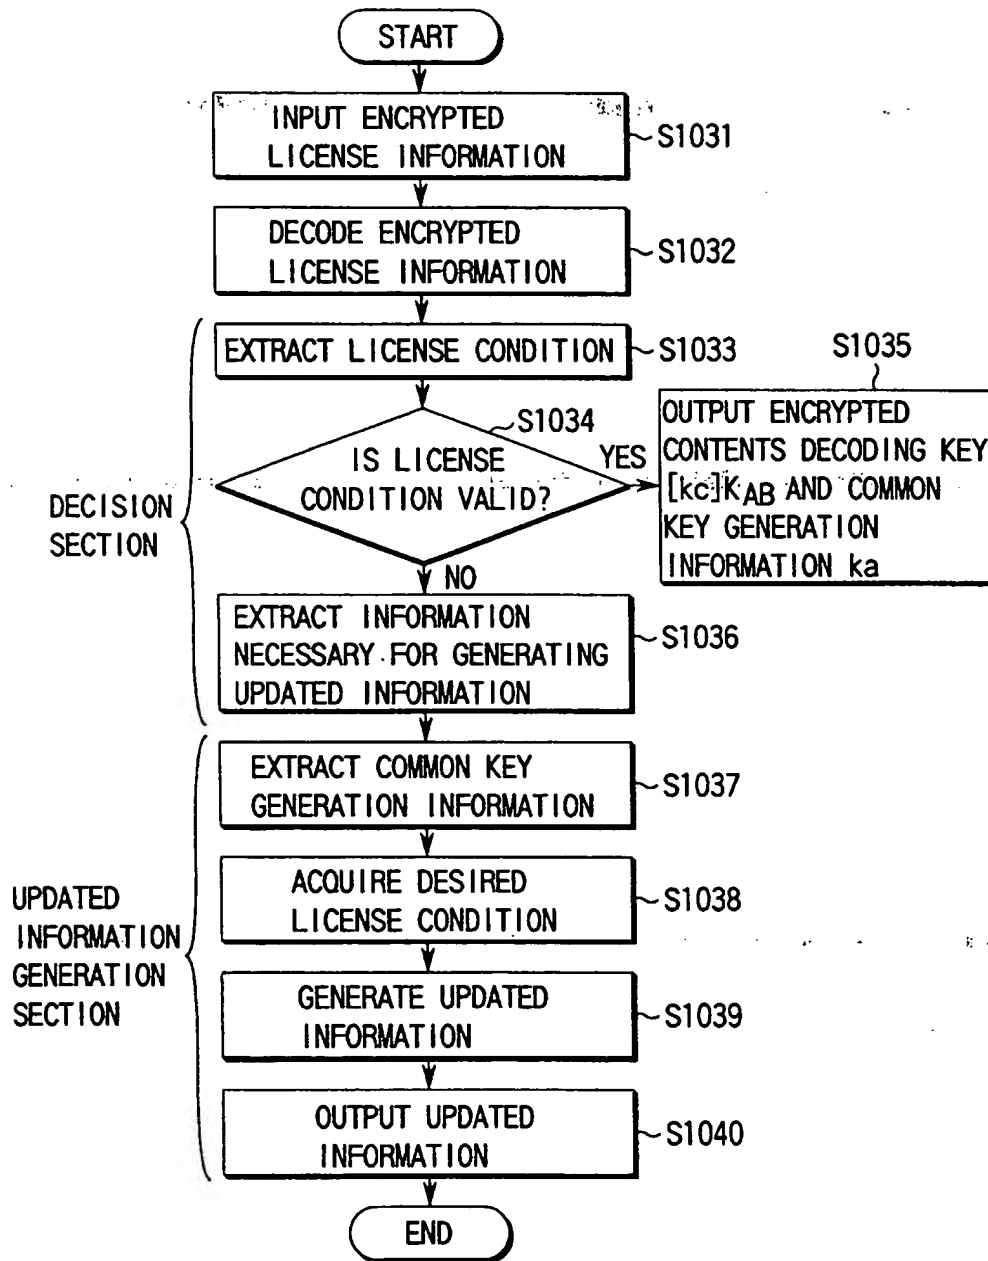 START
INPUT ENCRYPTED
LICENSE INFORMATION
S1031
DECODE ENCRYPTED
LICENSE INFORMATION
S1032
EXTRACT LICENSE CONDITION
S1033
S1034
IS LICENSE
CONDITION VALID?
YES
S1035
OUTPUT ENCRYPTED
CONTENTS DECODING KEY
[kc]KAB AND COMMON
KEY GENERATION
INFORMATION ka
DECISION
SECTION
NO
EXTRACT INFORMATION
NECESSARY FOR GENERATING
UPDATED INFORMATION
S1036
EXTRACT COMMON KEY
GENERATION INFORMATION
S1037
ACQUIRE DESIRED
LICENSE CONDITION
S1038
UPDATED
INFORMATION
GENERATION
SECTION
GENERATE UPDATED
INFORMATION
S1039
OUTPUT UPDATED
INFORMATION
S1040
END